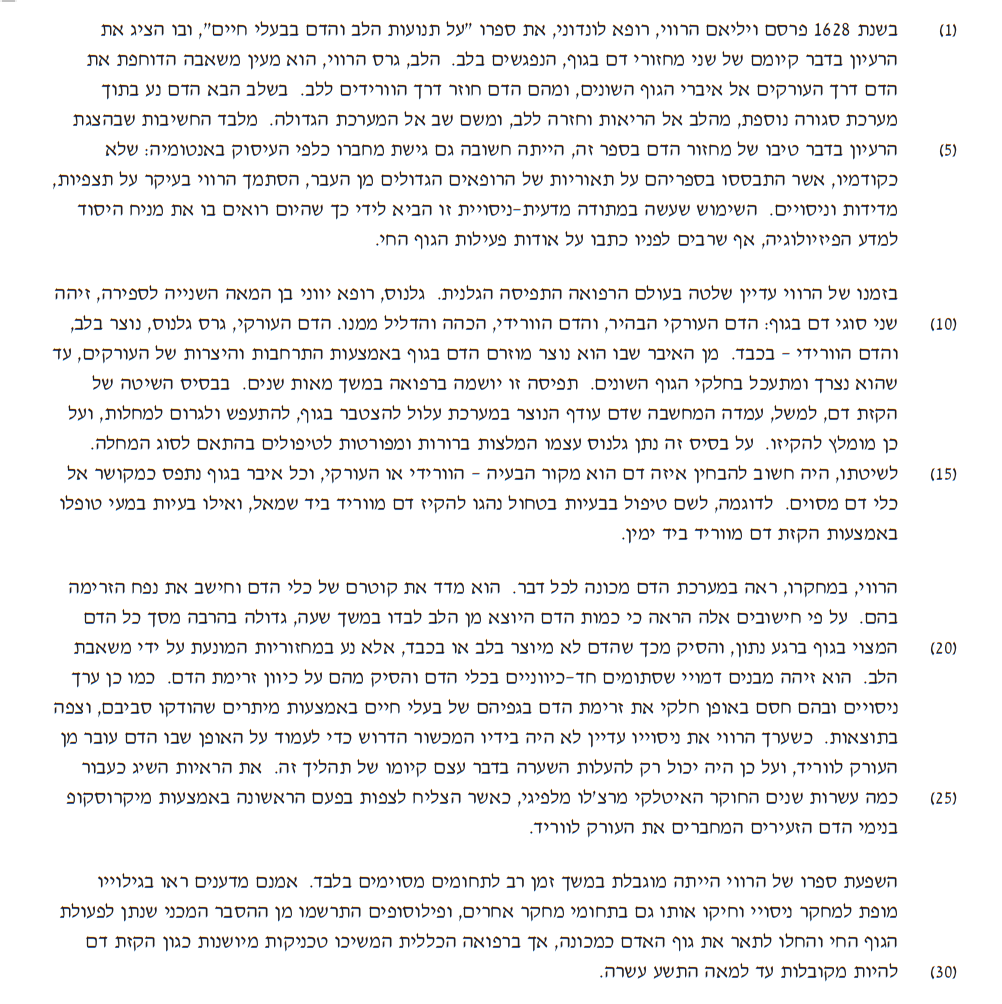 (1) בשנת 1628 פרסם ויליאם הרווי, רופא לונדוני, את ספרו "על תנועות הלב והדם בבעלי חיים", ובו הציג את
הרעיון בדבר קיומם של שני מחזורי דם בגוף, הנפגשים בלב. הלב, גרס הרווי, הוא מעין משאבה הדוחפת את
הדם דרך העורקים אל איברי הגוף השונים, ומהם הדם חוזר דרך הוורידים ללב. בשלב הבא הדם נע בתוך
מערכת סגורה נוספת, מהלב אל הריאות וחזרה ללב, ומשם שב אל המערכת הגדולה. מלבד החשיבות שבהצגת
(5) הרעיון בדבר טיבו של מחזור הדם בספר זה, הייתה חשובה גם גישת מחברו כלפי העיסוק באנטומיה: שלא
כקודמיו, אשר התבססו בספריהם על תאוריות של הרופאים הגדולים מן העבר, הסתמך הרווי בעיקר על תצפיות,
מדידות וניסויים. השימוש שעשה במתודה מדעית-ניסויית זו הביא לידי כך שהיום רואים בו את מניח היסוד
למדע הפיזיולוגיה, אף שרבים לפניו כתבו על אודות פעילות הגוף החי.
בזמנו של הרווי עדיין שלטה בעולם הרפואה התפיסה הגלנית. גלנוס, רופא יווני בן המאה השנייה לספירה, זיהה
(10) שני סוגי דם בגוף: הדם העורקי הבהיר, והדם הוורידי, הכהה והדליל ממנו. הדם העורקי, גרס גלנוס, נוצר בלב,
והדם הוורידי - בכבד. מן האיבר שבו הוא נוצר מוזרם הדם בגוף באמצעות התרחבות והיצרות של העורקים, עד
שהוא נצרך ומתעכל בחלקי הגוף השונים. תפיסה זו יושמה ברפואה במשך מאות שנים. בבסיס השיטה של
הקזת דם, למשל, עמדה המחשבה שדם עודף הנוצר במערכת עלול להצטבר בגוף, להתעפש ולגרום למחלות, ועל
כן מומלץ להקיזו. על בסיס זה נתן גלנוס עצמו המלצות ברורות ומפורטות לטיפולים בהתאם לסוג המחלה.
(15) לשיטתו, היה חשוב להבחין איזה דם הוא מקור הבעיה - הוורידי או העורקי, וכל איבר בגוף נתפס כמקושר אל
כלי דם מסוים. לדוגמה, לשם טיפול בבעיות בטחול נהגו להקיז דם מווריד ביד שמאל, ואילו בעיות במעי טופלו
באמצעות הקזת דם מווריד ביד ימין.
הרווי, במחקרו, ראה במערכת הדם מכונה לכל דבר. הוא מדד את קוטרם של כלי הדם וחישב את נפח הזרימה
בהם. על פי חישובים אלה הראה כי כמות הדם היוצא מן הלב לבדו במשך שעה, גדולה בהרבה מסך כל הדם
(20) המצוי בגוף ברגע נתון, והסיק מכך שהדם לא מיוצר בלב או בכבד, אלא נע במחזוריות המונעת על ידי משאבת
הלב. הוא זיהה מבנים דמויי שסתומים חד-כיווניים בכלי הדם והסיק מהם על כיוון זרימת הדם. כמו כן ערך
ניסויים ובהם חסם באופן חלקי את זרימת הדם בגפיהם של בעלי חיים באמצעות מיתרים שהודקו סביבם, וצפה
בתוצאות. כשערך הרווי את ניסוייו עדיין לא היה בידיו המכשור הדרוש כדי לעמוד על האופן שבו הדם עובר מן
העורק לווריד, ועל כן היה יכול רק להעלות השערה בדבר עצם קיומו של תהליך זה. את הראיות השיג כעבור
(25) כמה עשרות שנים החוקר האיטלקי מרצ'לו מלפיגי, כאשר הצליח לצפות בפעם הראשונה באמצעות מיקרוסקופ
בנימי הדם הזעירים המחברים את העורק לווריד.
השפעת ספרו של הרווי הייתה מוגבלת במשך זמן רב לתחומים מסוימים בלבד. אמנם מדענים ראו בגילוייו
מופת למחקר ניסויי וחיקו אותו גם בתחומי מחקר אחרים, ופילוסופים התרשמו מן ההסבר המכני שנתן לפעולת
הגוף החי והחלו לתאר את גוף האדם כמכונה, אך ברפואה הכללית המשיכו טכניקות מיושנות כגון הקזת דם
(30) להיות מקובלות עד למאה התשע עשרה.